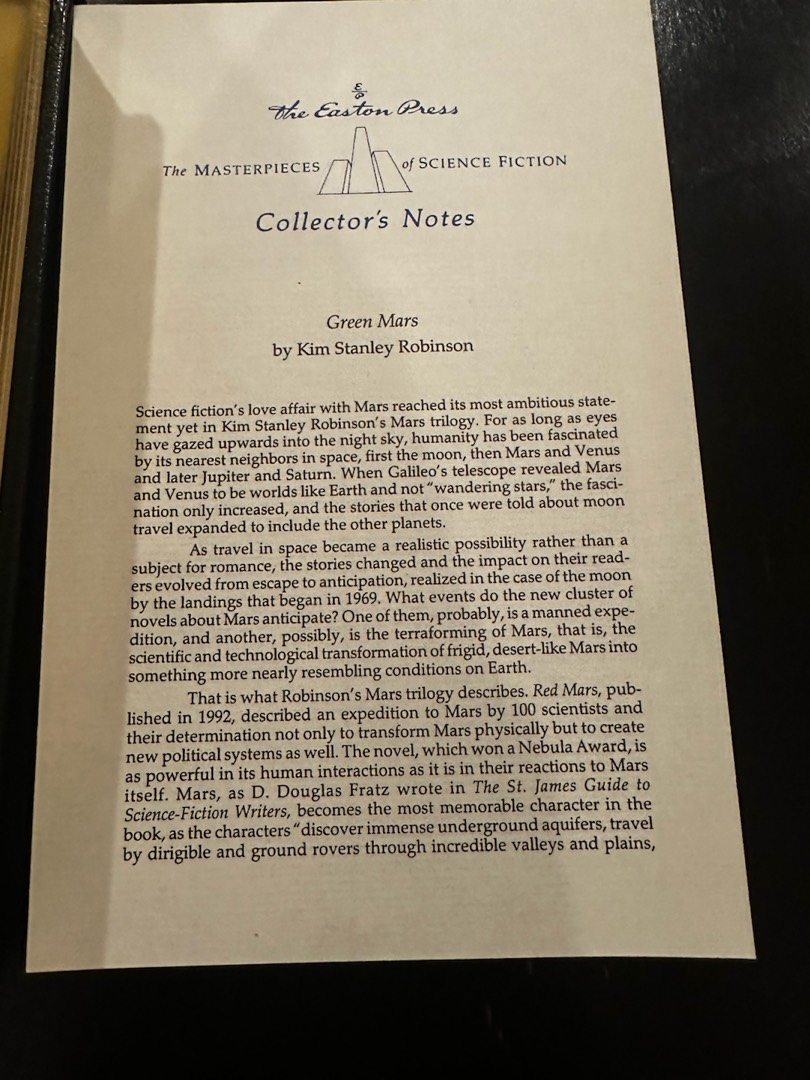 E/P
The Easton Press
The MASTERPIECES of SCIENCE FICTION
Collector's Notes
Green Mars
by Kim Stanley Robinson
Science fiction's love affair with Mars reached its most ambitious state-
ment yet in Kim Stanley Robinson's Mars trilogy. For as long as eyes
have gazed upwards into the night sky, humanity has been fascinated
by its nearest neighbors in space, first the moon, then Mars and Venus
and later Jupiter and Saturn. When Galileo's telescope revealed Mars
and Venus to be worlds like Earth and not "wandering stars," the fasci-
nation only increased, and the stories that once were told about moon
travel expanded to include the other planets.
As travel in space became a realistic possibility rather than a
subject for romance, the stories changed and the impact on their read-
ers evolved from escape to anticipation, realized in the case of the moon
by the landings that began in 1969. What events do the new cluster of
novels about Mars anticipate? One of them, probably, is a manned expe-
dition, and another, possibly, is the terraforming of Mars, that is, the
scientific and technological transformation of frigid, desert-like Mars into
something more nearly resembling conditions on Earth.
That is what Robinson's Mars trilogy describes. Red Mars, pub-
lished in 1992, described an expedition to Mars by 100 scientists and
their determination not only to transform Mars physically but to create
new political systems as well. The novel, which won a Nebula Award, is
as powerful in its human interactions as it is in their reactions to Mars
itself. Mars, as D. Douglas Fratz wrote in The St. James Guide to
Science-Fiction Writers, becomes the most memorable character in the
book, as the characters "discover immense underground aquifers, travel
by dirigible and ground rovers through incredible valleys and plains,